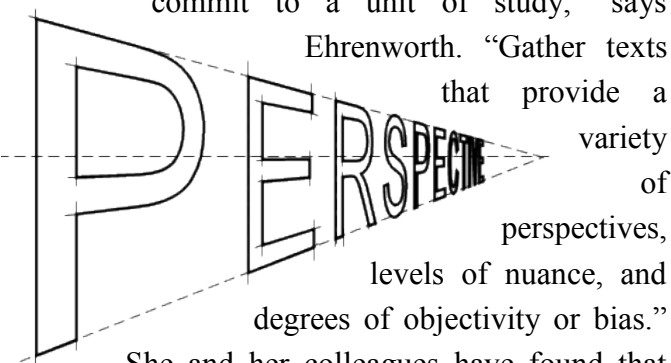 commit to a unit of study," says
Ehrenworth. “Gather texts
that provide a
variety
of
perspectives,
levels of nuance, and
degrees of objectivity or bias.”
She and her colleagues have found that
PERSPECTIVE